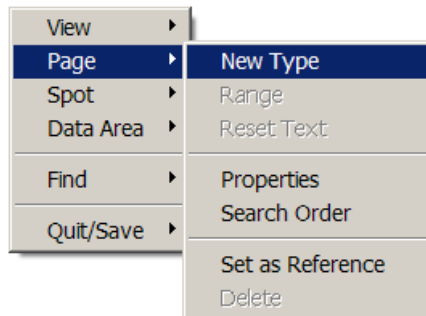 View
Page
Spot
Data Area
Find
Quit/Save
New Type
Range
Reset Text
Properties
Search Order
Set as Reference
Delete